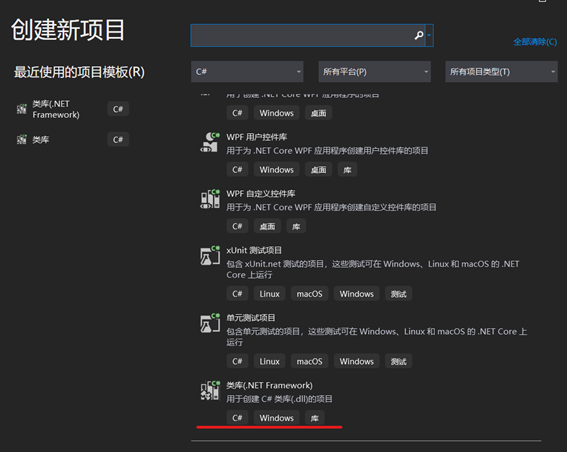 创建新项目
全部清除(C)
最近使用的项目模板(R)
C#
所有平台(P)
所有项目类型(T)
类库(.NET
Framework)
C#
类库
C#
用于创建 .NET Core WPF 应用程序的项目
C# Windows 桌面
WPF 用户控件库
用于为 .NET Core WPF 应用程序创建用户控件库的项目
C# Windows 桌面 库
WPF 自定义控件库
用于为 .NET Core WPF 应用程序创建自定义控件库的项目
C# 桌面 库
xUnit 测试项目
包含 xUnit.net 测试的项目，这些测试可在 Windows、Linux 和 macOS 的 .NET
Core 上运行
C# Linux macOS Windows 测试
单元测试项目
包含单元测试的项目，这些测试可在 Windows、Linux 和 macOS 的 .NET Core 上
运行
C# Linux macOS Windows 测试
类库(.NET Framework)
用于创建 C# 类库(.dll)的项目
C# Windows 库